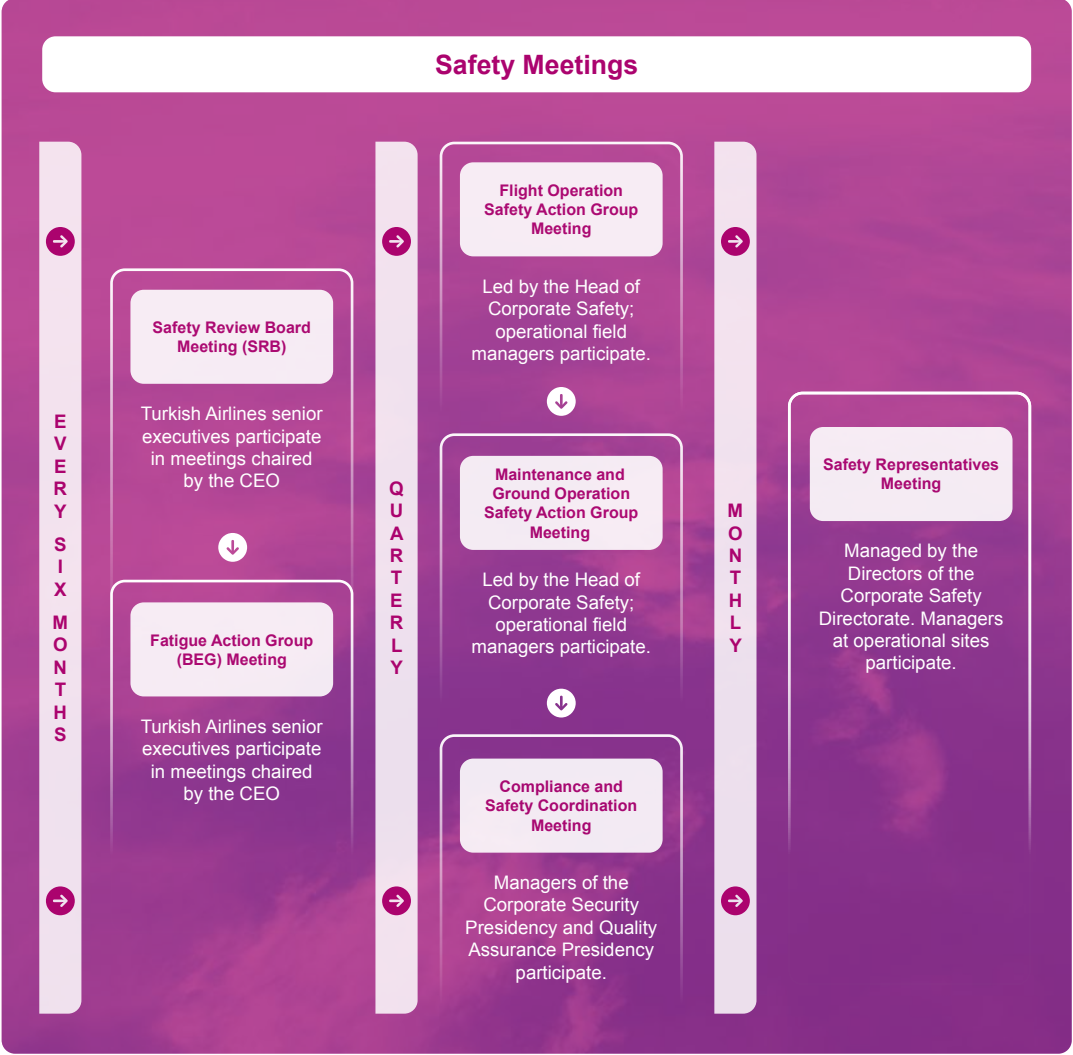 Safety Meetings
EVERY SIX MONTHS
Safety Review Board
Meeting (SRB)
Turkish Airlines senior
executives participate
in meetings chaired
by the CEO
Fatigue Action Group
(BEG) Meeting
Turkish Airlines senior
executives participate
in meetings chaired
by the CEO
QUARTERLY
Flight Operation
Safety Action Group
Meeting
Led by the Head of
Corporate Safety;
operational field
managers participate.
Maintenance and
Ground Operation
Safety Action Group
Meeting
Led by the Head of
Corporate Safety;
operational field
managers participate.
Compliance and
Safety Coordination
Meeting
Managers of the
Corporate Security
Presidency and Quality
Assurance Presidency
participate.
MONTHLY
Safety Representatives
Meeting
Managed by the
Directors of the
Corporate Safety
Directorate. Managers
at operational sites
participate.